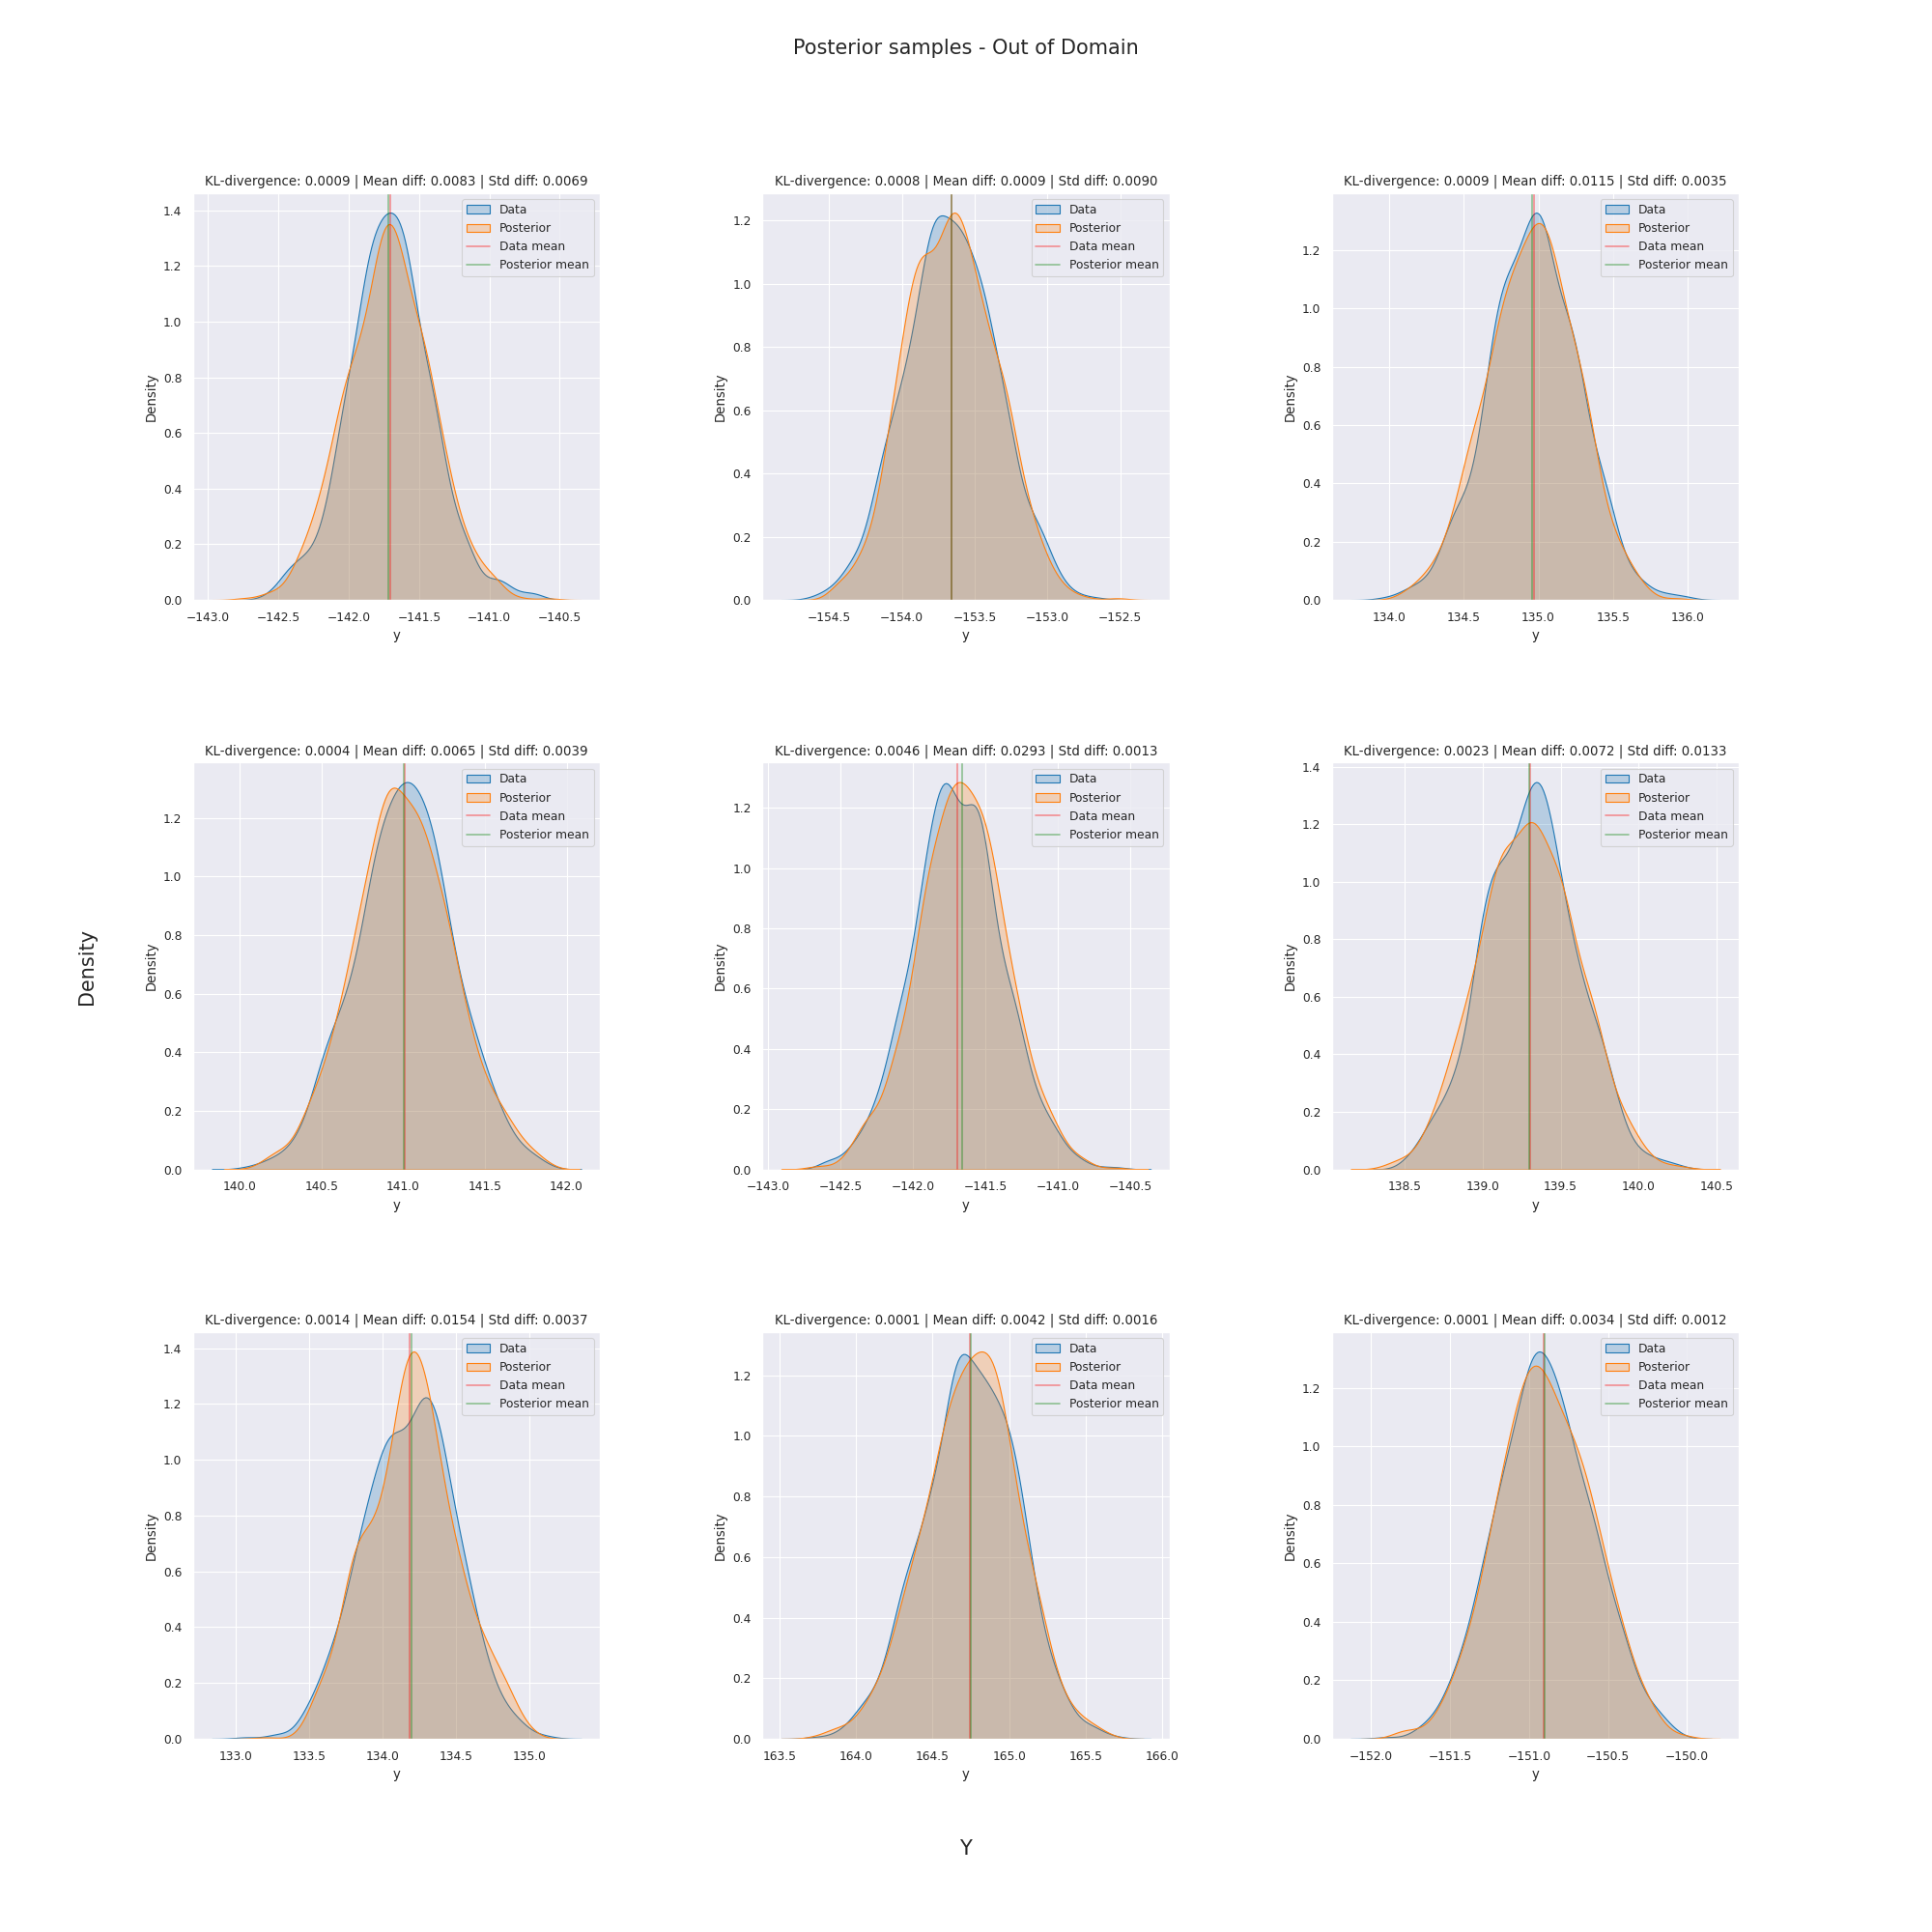 Posterior samples - Out of Domain
KL-divergence: 0.0009 | Mean diff: 0.0083 | Std diff: 0.0069
Data
Posterior
Data mean
Posterior mean
1.4
1.2
1.0
0.8
0.6
0.4
0.2
0.0
Density
−143.0 −142.5 −142.0 −141.5 −141.0 −140.5
y
KL-divergence: 0.0008 | Mean diff: 0.0009 | Std diff: 0.0090
Data
Posterior
Data mean
Posterior mean
1.2
1.0
0.8
0.6
0.4
0.2
0.0
Density
−154.5 −154.0 −153.5 −153.0 −152.5
y
KL-divergence: 0.0009 | Mean diff: 0.0115 | Std diff: 0.0035
Data
Posterior
Data mean
Posterior mean
1.2
1.0
0.8
0.6
0.4
0.2
0.0
Density
134.0 134.5 135.0 135.5 136.0
y
KL-divergence: 0.0004 | Mean diff: 0.0065 | Std diff: 0.0039
Data
Posterior
Data mean
Posterior mean
1.2
1.0
0.8
0.6
0.4
0.2
0.0
Density
140.0 140.5 141.0 141.5 142.0
y
KL-divergence: 0.0046 | Mean diff: 0.0293 | Std diff: 0.0013
Data
Posterior
Data mean
Posterior mean
1.2
1.0
0.8
0.6
0.4
0.2
0.0
Density
−143.0 −142.5 −142.0 −141.5 −141.0 −140.5
y
KL-divergence: 0.0023 | Mean diff: 0.0072 | Std diff: 0.0133
Data
Posterior
Data mean
Posterior mean
1.4
1.2
1.0
0.8
0.6
0.4
0.2
0.0
Density
138.5 139.0 139.5 140.0 140.5
y
Density
KL-divergence: 0.0014 | Mean diff: 0.0154 | Std diff: 0.0037
Data
Posterior
Data mean
Posterior mean
1.4
1.2
1.0
0.8
0.6
0.4
0.2
0.0
Density
133.0 133.5 134.0 134.5 135.0
y
KL-divergence: 0.0001 | Mean diff: 0.0042 | Std diff: 0.0016
Data
Posterior
Data mean
Posterior mean
1.2
1.0
0.8
0.6
0.4
0.2
0.0
Density
163.5 164.0 164.5 165.0 165.5 166.0
y
KL-divergence: 0.0001 | Mean diff: 0.0034 | Std diff: 0.0012
Data
Posterior
Data mean
Posterior mean
1.2
1.0
0.8
0.6
0.4
0.2
0.0
Density
−152.0 −151.5 −151.0 −150.5 −150.0
y
Y